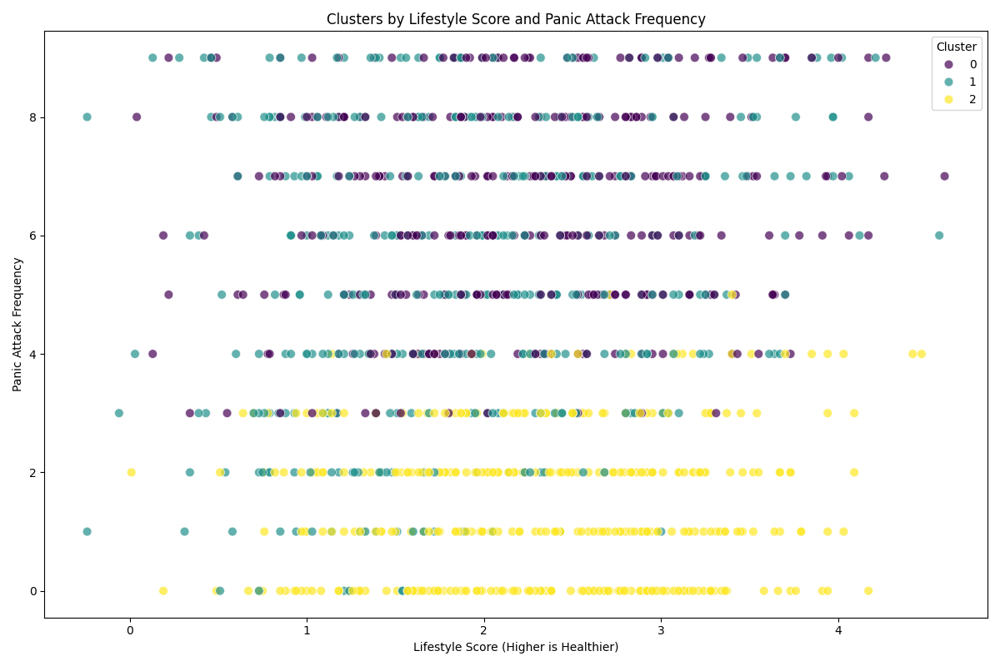 Clusters by Lifestyle Score and Panic Attack Frequency
Cluster
0
1
2
Panic Attack Frequency
8
6
4
2
0
0 1 2 3 4
Lifestyle Score (Higher is Healthier)